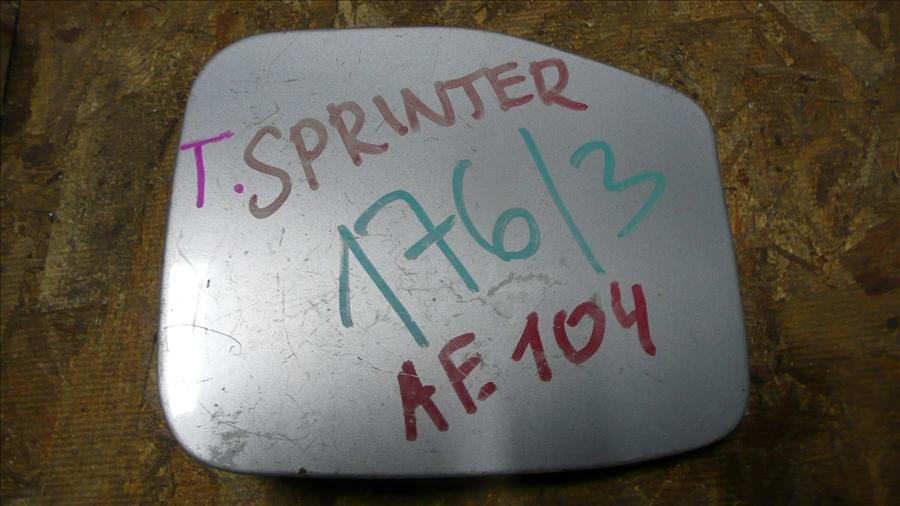 T. SPRINTER
176/3
AE 104